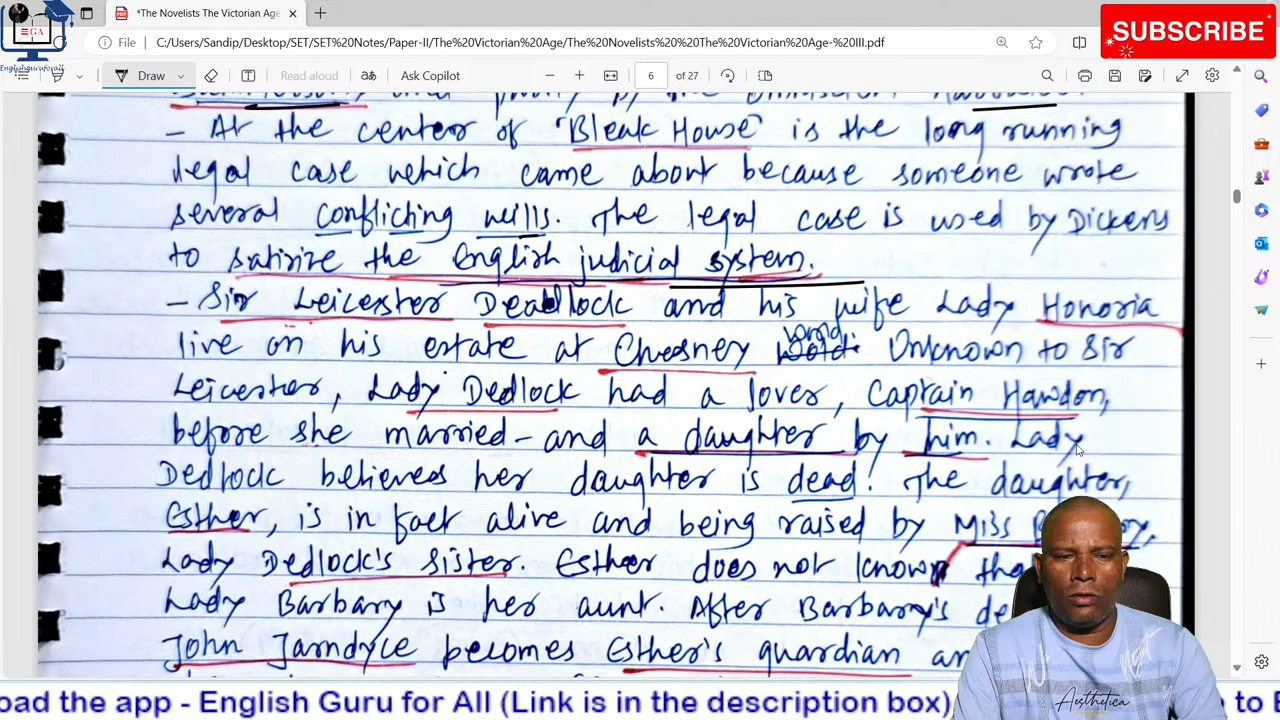 EGA
Englishguruforall
*The Novelists The Victorian Age
File C:/Users/Sandip/Desktop/SET/SET%20Notes/Paper-II/The%20Victorian%20Age/The%20Novelists%20%20The%20Victorian%20Age-%20III.pdf
SUBSCRIBE
Draw Read aloud Ask Copilot 6 of 27
- At the center of "Bleak House" is the long running
legal case which came about because someone wrote
several conflicting wills. The legal case is used by Dickens
to satirize the English judicial system.
- Sir Leicester Deadlock and his wife Lady Honoria
live on his estate at Chesney World. Unknown to Sir
Leicester, Lady Dedlock had a lover, Captain Hawdon,
before she married - and a daughter by him. Lady
Dedlock believes her daughter is dead. The daughter,
Esther, is in fact alive and being raised by Miss
Lady Dedlock's sister. Esther does not known
Lady Barbary is her aunt. After Barbary's
John Jarndyce becomes Esther's guardian
Aesthetica
oad the app - English Guru for All (Link is in the description box)